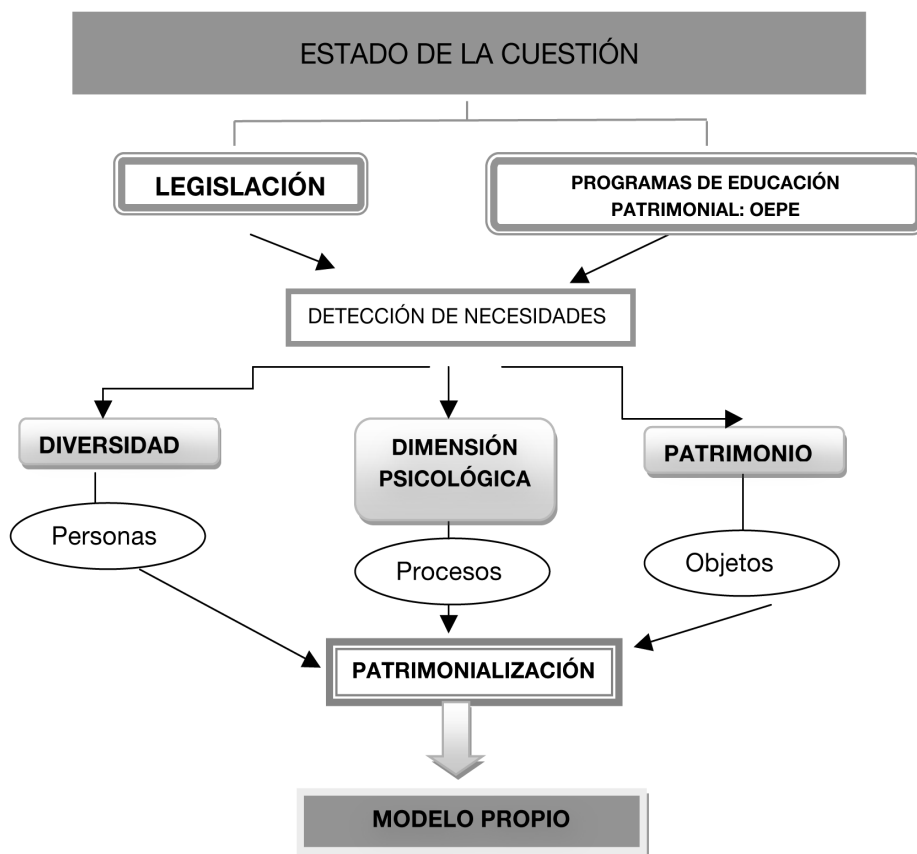 ESTADO DE LA CUESTIÓN
LEGISLACIÓN
PROGRAMAS DE EDUCACIÓN
PATRIMONIAL: OEPE
DETECCIÓN DE NECESIDADES
DIVERSIDAD
DIMENSIÓN
PSICOLÓGICA
PATRIMONIO
Personas
Procesos
Objetos
PATRIMONIALIZACIÓN
MODELO PROPIO